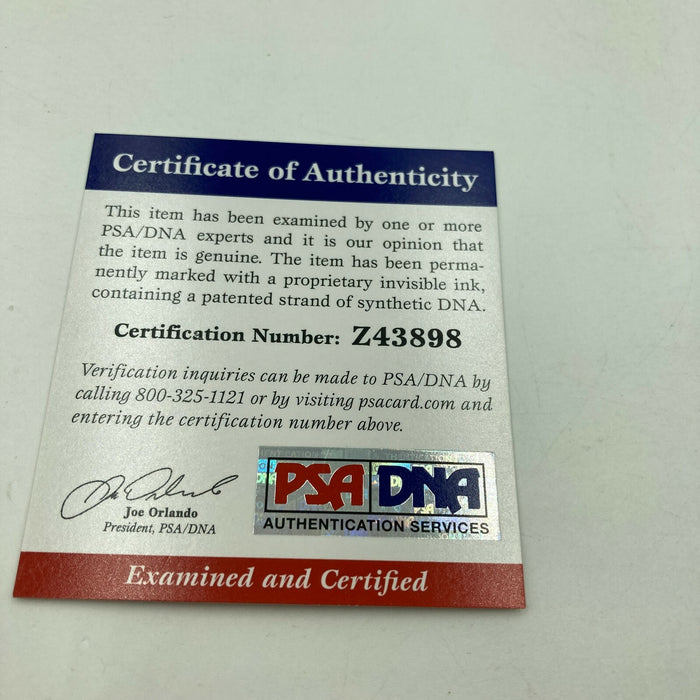 Certificate of Authenticity
This item has been examined by one or more
PSA/DNA experts and it is our opinion that
the item is genuine. The item has been perma-
nently marked with a proprietary invisible ink,
containing a patented strand of synthetic DNA.
Certification Number: Z43898
Verification inquiries can be made to PSA/DNA by
calling 800-325-1121 or by visiting psacard.com and
entering the certification number above.
Joe Orlando
President, PSA/DNA
PSA DNA
AUTHENTICATION SERVICES
Examined and Certified